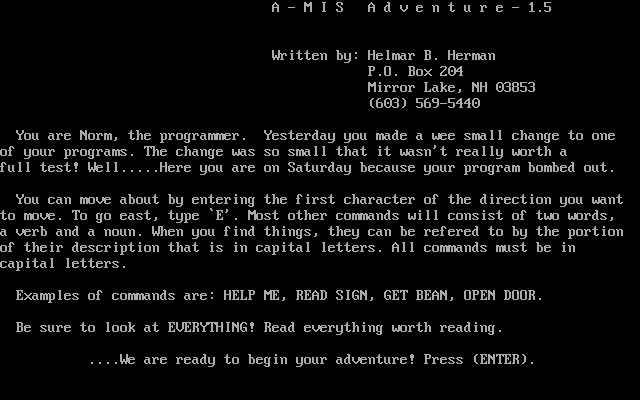 A - M I S   A d v e n t u r e - 1.5
Written by: Helmar B. Herman
P.O. Box 204
Mirror Lake, NH 03853
(603) 569-5440
You are Norm, the programmer.  Yesterday you made a wee small change to one
of your programs. The change was so small that it wasn't really worth a
full test! Well.....Here you are on Saturday because your program bombed out.
You can move about by entering the first character of the direction you want
to move. To go east, type `E'. Most other commands will consist of two words,
a verb and a noun. When you find things, they can be refered to by the portion
of their description that is in capital letters. All commands must be in
capital letters.
Examples of commands are: HELP ME, READ SIGN, GET BEAN, OPEN DOOR.
Be sure to look at EVERYTHING! Read everything worth reading.
....We are ready to begin your adventure! Press (ENTER).